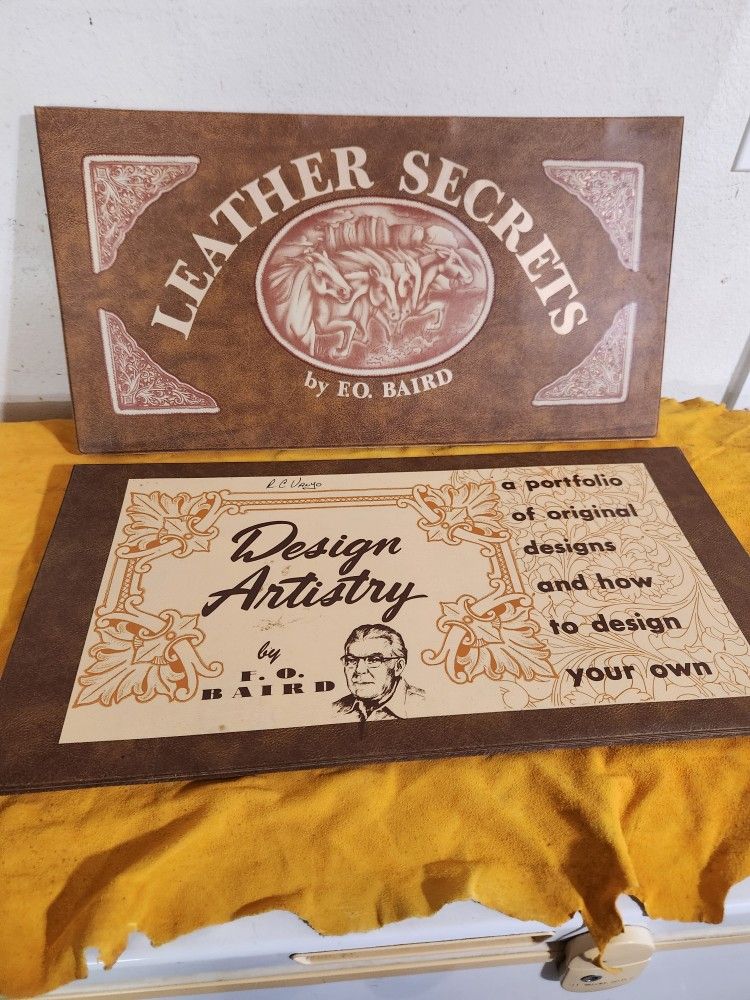 LEATHER SECRETS
by F.O. BAIRD
Design
Artistry
by
F. O.
BAIRD
a portfolio
of original
designs
and how
to design
your own